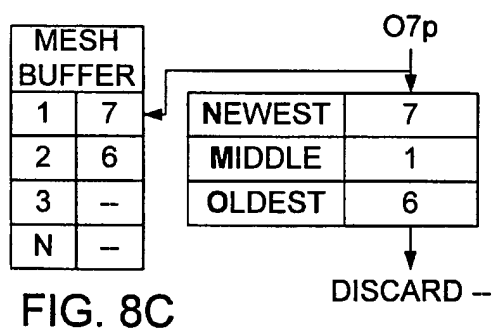 O7p
MESH
BUFFER
1 7
2 6
3 --
N --
NEWEST 7
MIDDLE 1
OLDEST 6
DISCARD --
FIG. 8C